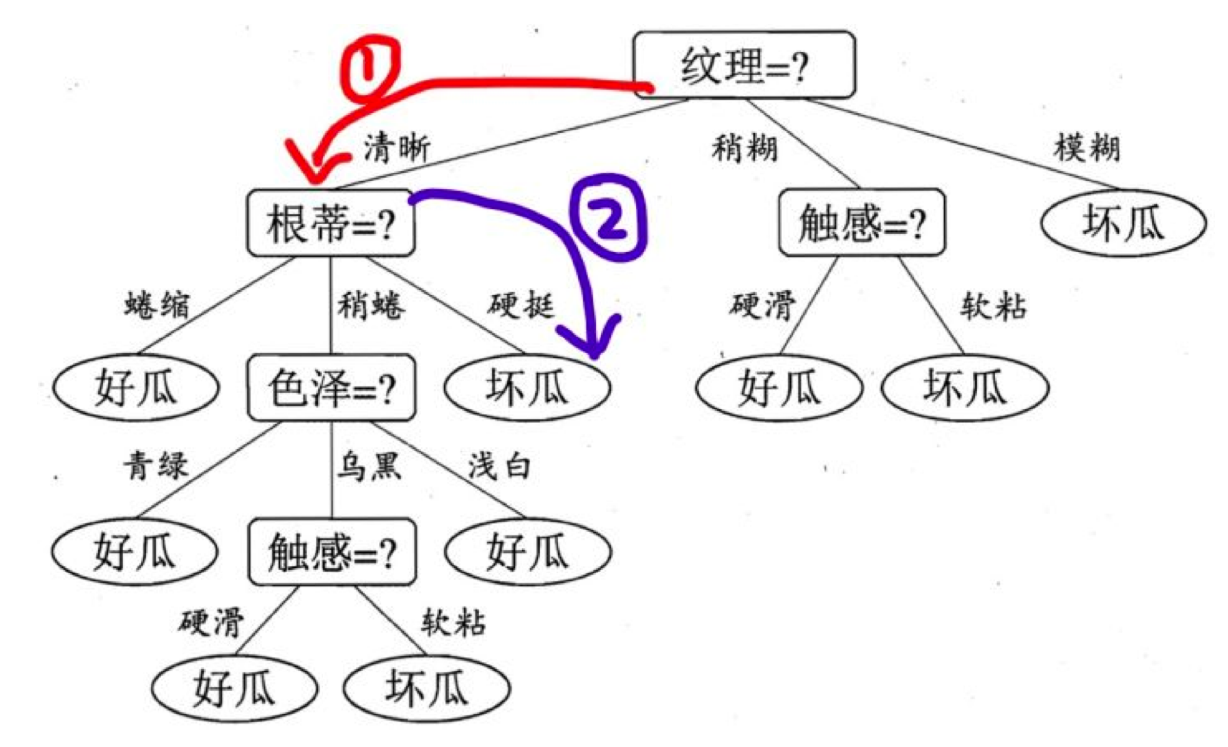 ① 纹理=?
清晰 稍糊 模糊
② 根蒂=? 触感=? 坏瓜
蜷缩 稍蜷 硬挺 硬滑 软粘
好瓜 色泽=? 坏瓜 好瓜 坏瓜
青绿 乌黑 浅白
好瓜 触感=? 好瓜
硬滑 软粘
好瓜 坏瓜